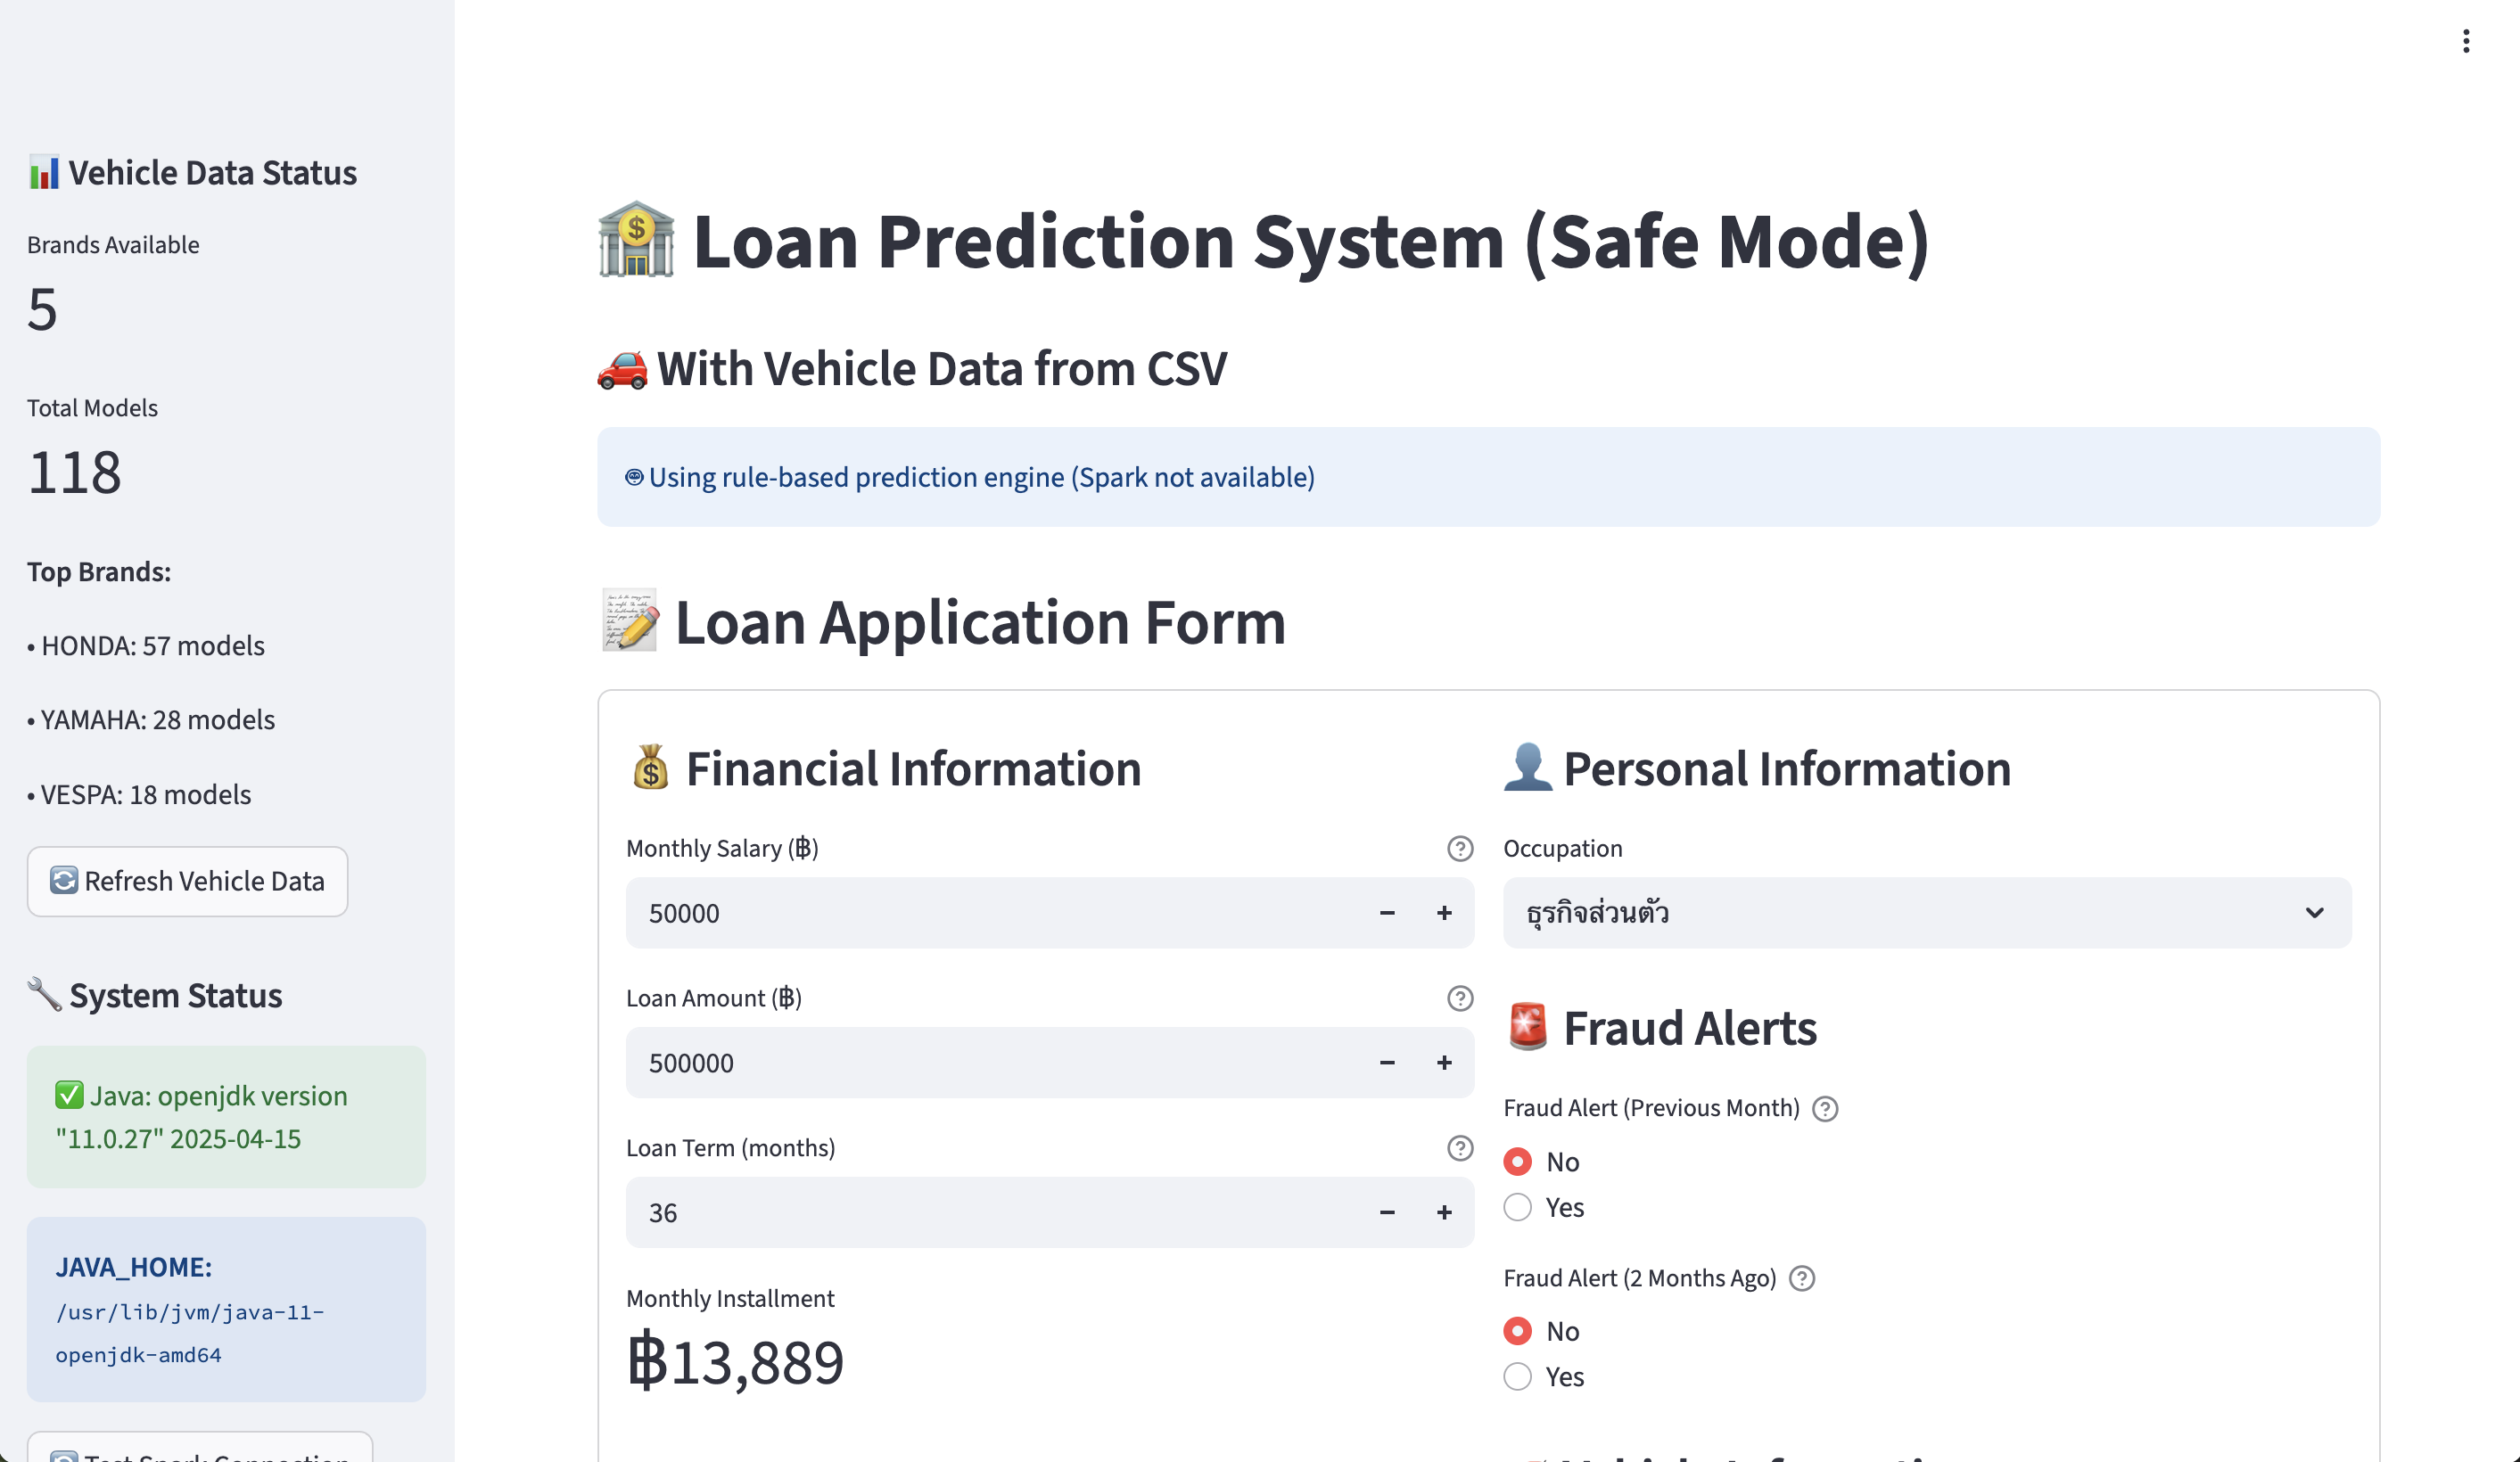 Vehicle Data Status
Brands Available
5
Total Models
118
Top Brands:
• HONDA: 57 models
• YAMAHA: 28 models
• VESPA: 18 models
Refresh Vehicle Data
System Status
Java: openjdk version
"11.0.27" 2025-04-15
JAVA_HOME:
/usr/lib/jvm/java-11-
openjdk-amd64
Test Spark Connection
Loan Prediction System (Safe Mode)
With Vehicle Data from CSV
Using rule-based prediction engine (Spark not available)
Loan Application Form
Financial Information
Monthly Salary (฿)
50000
Loan Amount (฿)
500000
Loan Term (months)
36
Monthly Installment
฿13,889
Personal Information
Occupation
ธุรกิจส่วนตัว
Fraud Alerts
Fraud Alert (Previous Month)
No
Yes
Fraud Alert (2 Months Ago)
No
Yes